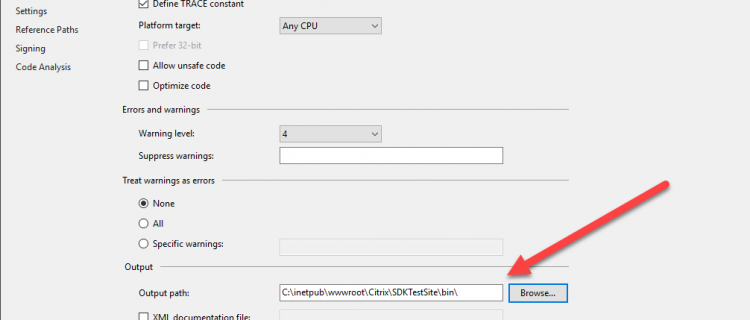 Define TRACE constant
Settings
Platform target: Any CPU
Reference Paths
Prefer 32-bit
Signing
Allow unsafe code
Code Analysis
Optimize code
Errors and warnings
Warning level: 4
Suppress warnings:
Treat warnings as errors
None
All
Specific warnings:
Output
Output path: C:\inetpub\wwwroot\Citrix\SDKTestSite\bin\ Browse...
XML documentation file: